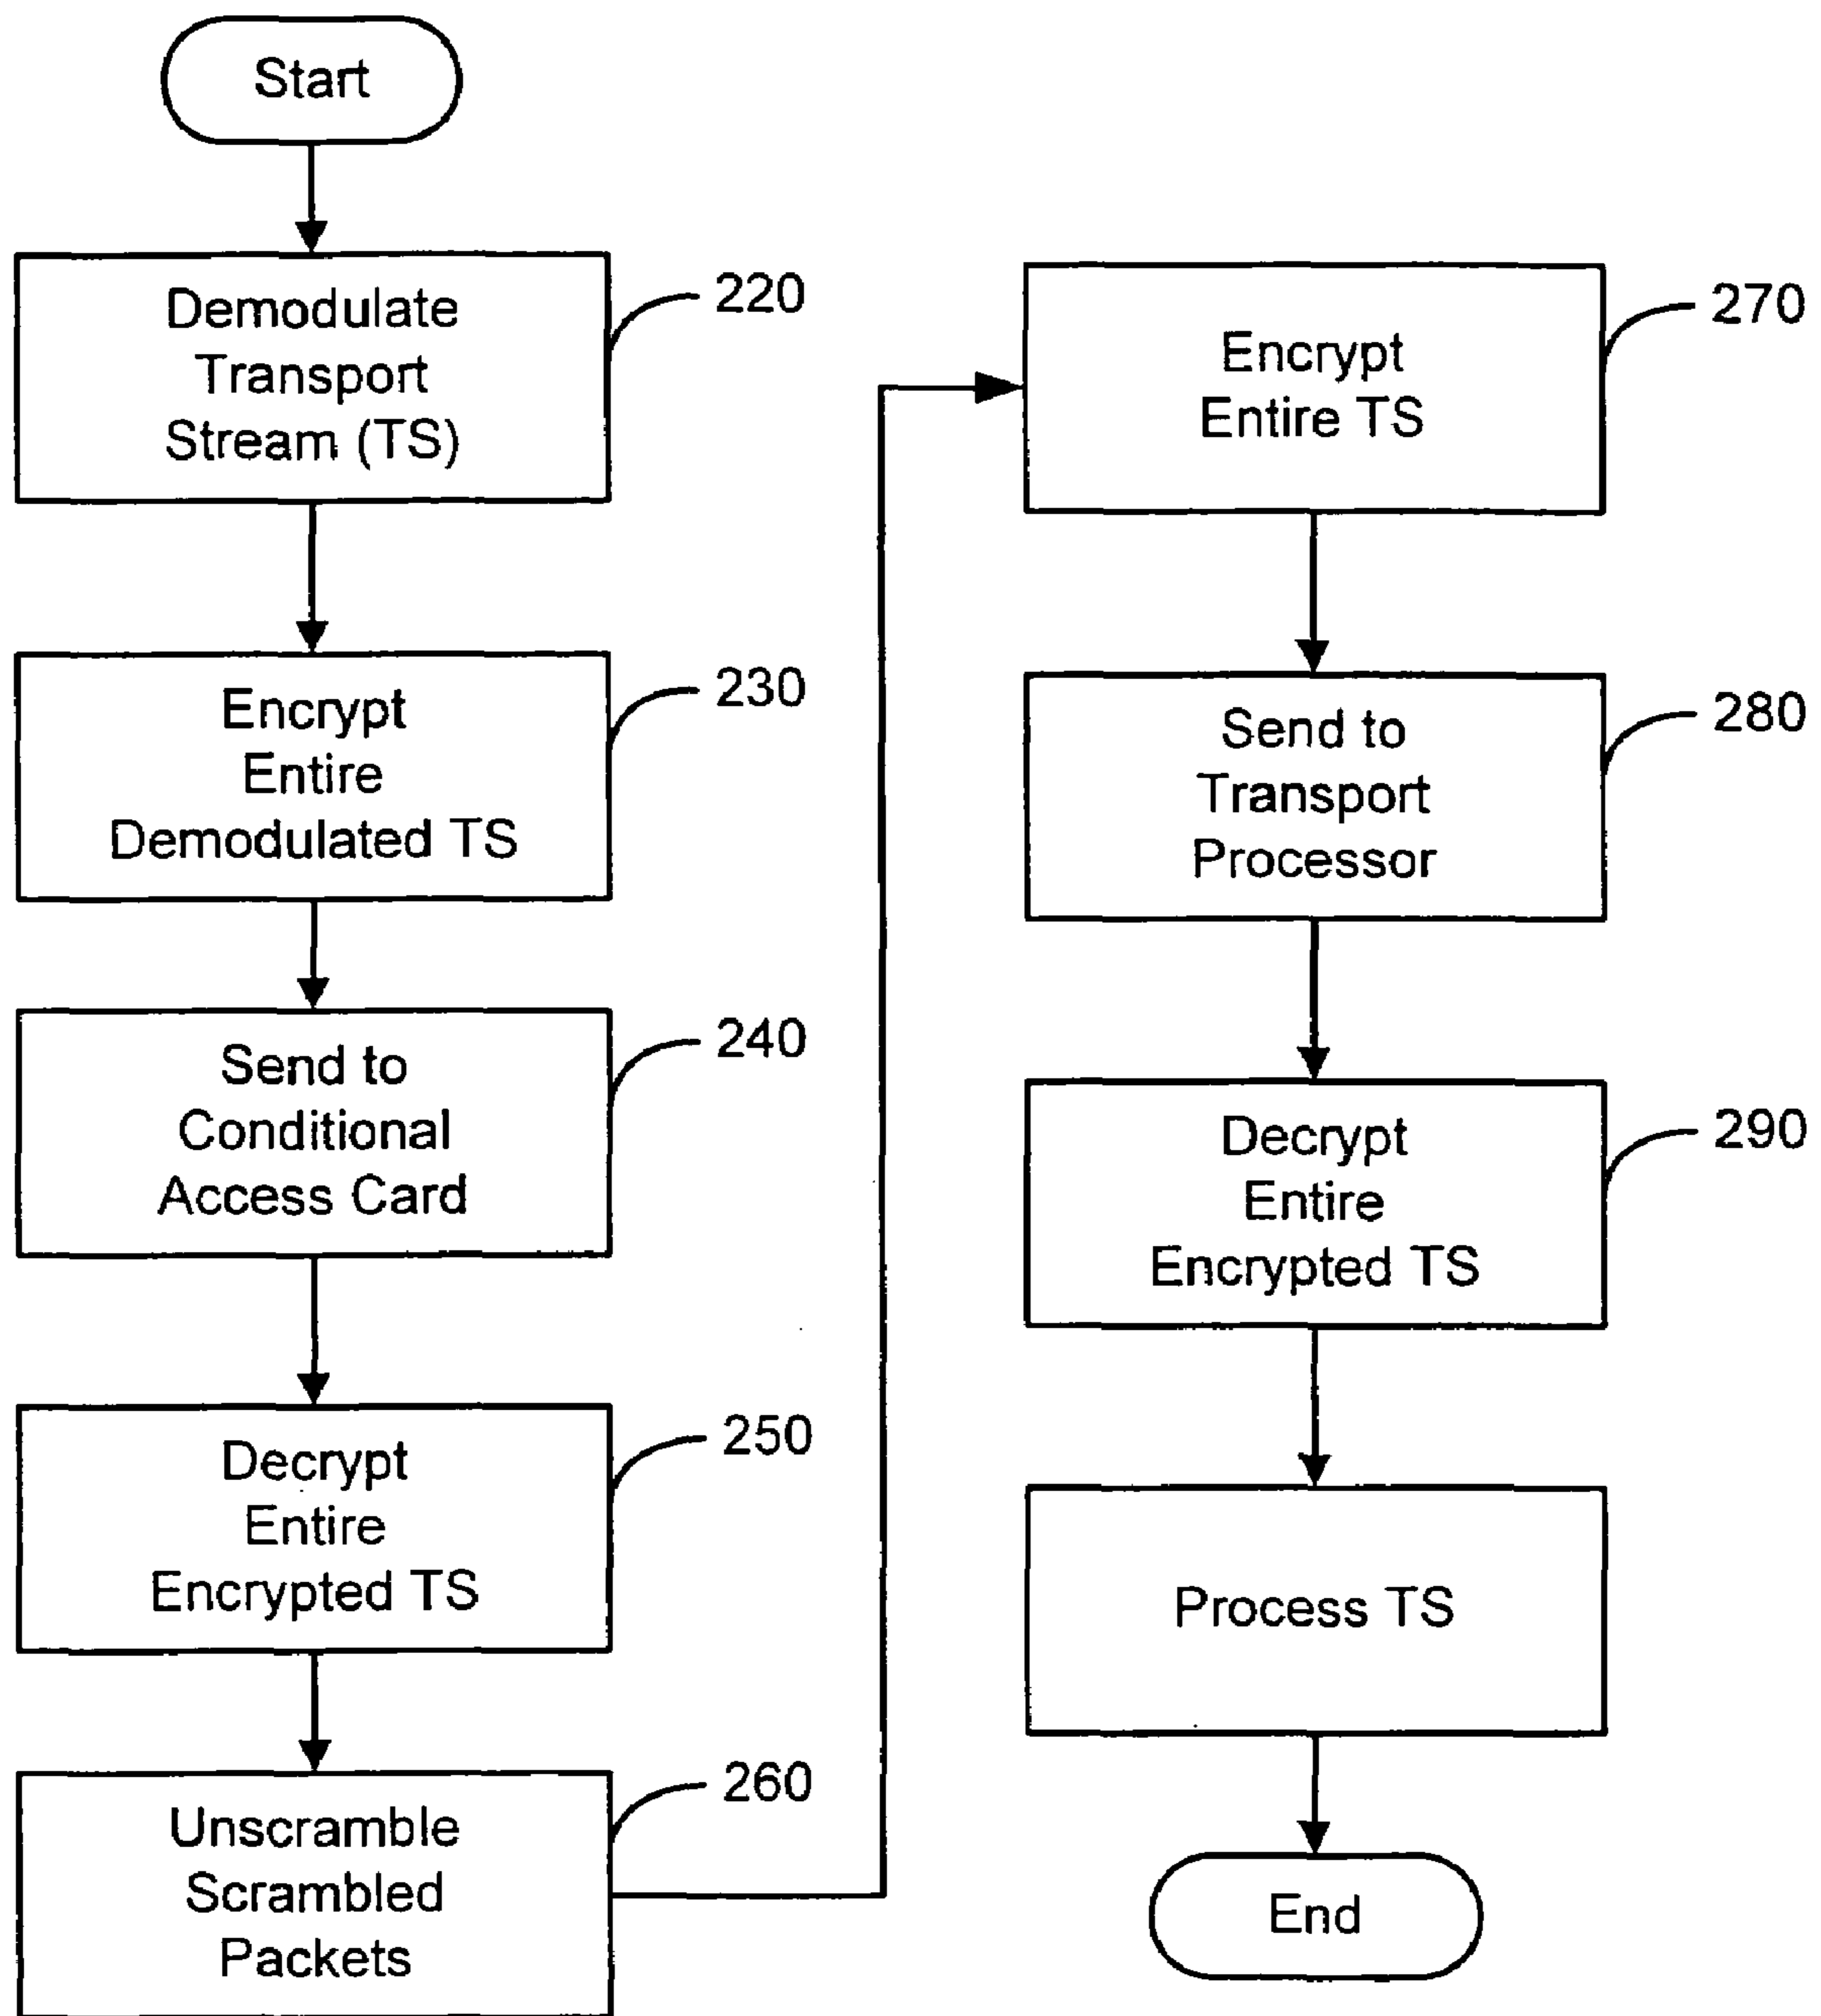 Start
Demodulate
Transport
Stream (TS)
220
Encrypt
Entire
Demodulated TS
230
Send to
Conditional
Access Card
240
Decrypt
Entire
Encrypted TS
250
Unscramble
Scrambled
Packets
260
Encrypt
Entire TS
270
Send to
Transport
Processor
280
Decrypt
Entire
Encrypted TS
290
Process TS
End